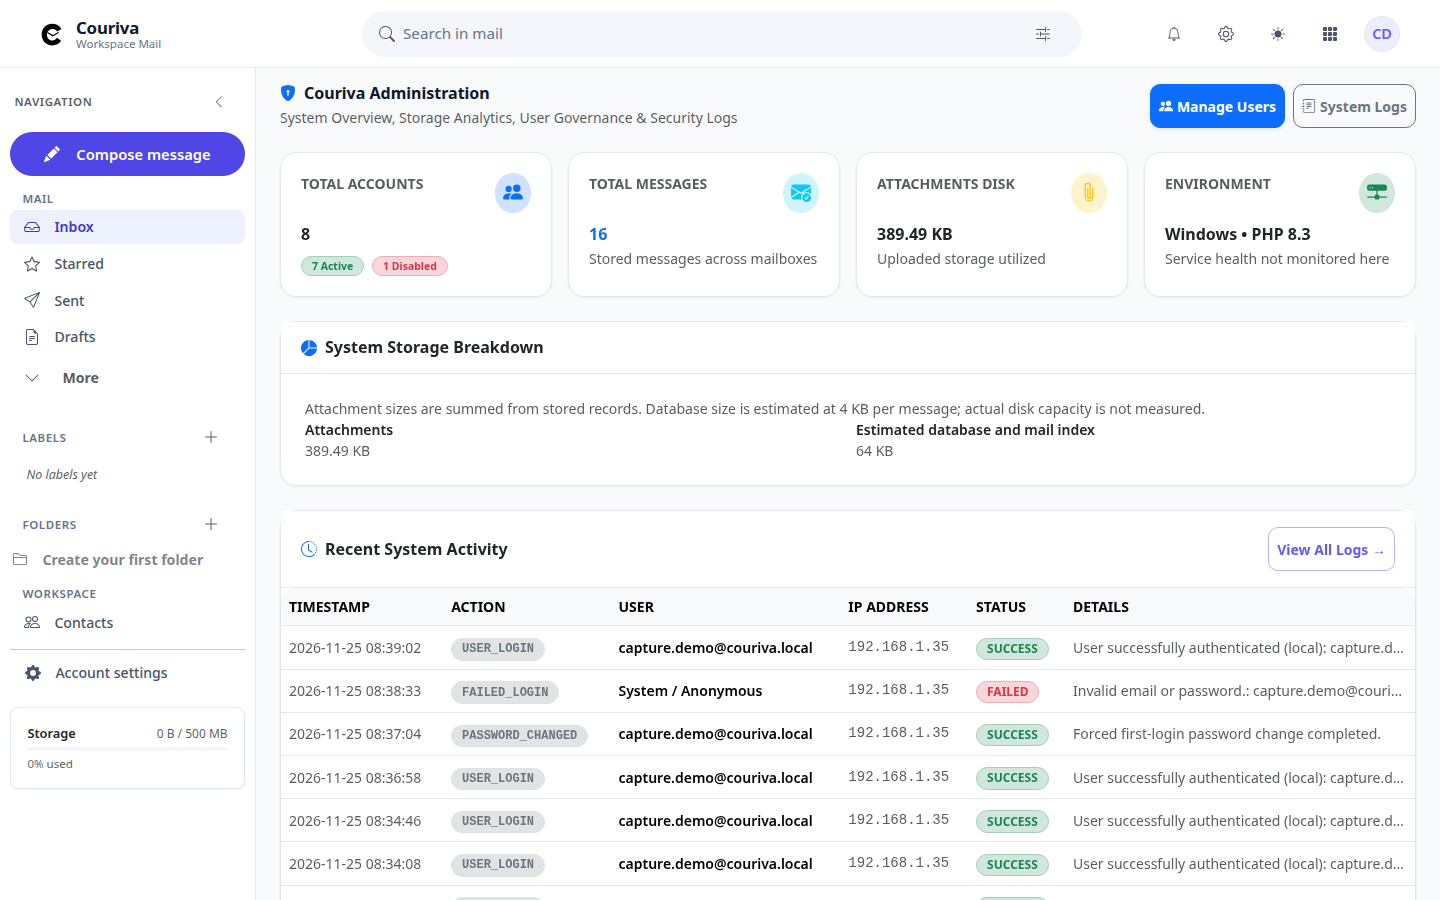 Couriva
Workspace Mail
Search in mail
CD
NAVIGATION
Compose message
MAIL
Inbox
Starred
Sent
Drafts
More
LABELS
No labels yet
FOLDERS
Create your first folder
WORKSPACE
Contacts
Account settings
Storage 0 B / 500 MB
0% used
Couriva Administration
System Overview, Storage Analytics, User Governance & Security Logs
Manage Users
System Logs
TOTAL ACCOUNTS
8
7 Active 1 Disabled
TOTAL MESSAGES
16
Stored messages across mailboxes
ATTACHMENTS DISK
389.49 KB
Uploaded storage utilized
ENVIRONMENT
Windows • PHP 8.3
Service health not monitored here
System Storage Breakdown
Attachment sizes are summed from stored records. Database size is estimated at 4 KB per message; actual disk capacity is not measured.
Attachments
389.49 KB
Estimated database and mail index
64 KB
Recent System Activity
View All Logs →
TIMESTAMP ACTION USER IP ADDRESS STATUS DETAILS
2026-11-25 08:39:02 USER_LOGIN capture.demo@couriva.local 192.168.1.35 SUCCESS User successfully authenticated (local): capture.d...
2026-11-25 08:38:33 FAILED_LOGIN System / Anonymous 192.168.1.35 FAILED Invalid email or password.: capture.demo@couri...
2026-11-25 08:37:04 PASSWORD_CHANGED capture.demo@couriva.local 192.168.1.35 SUCCESS Forced first-login password change completed.
2026-11-25 08:36:58 USER_LOGIN capture.demo@couriva.local 192.168.1.35 SUCCESS User successfully authenticated (local): capture.d...
2026-11-25 08:34:46 USER_LOGIN capture.demo@couriva.local 192.168.1.35 SUCCESS User successfully authenticated (local): capture.d...
2026-11-25 08:34:08 USER_LOGIN capture.demo@couriva.local 192.168.1.35 SUCCESS User successfully authenticated (local): capture.d...